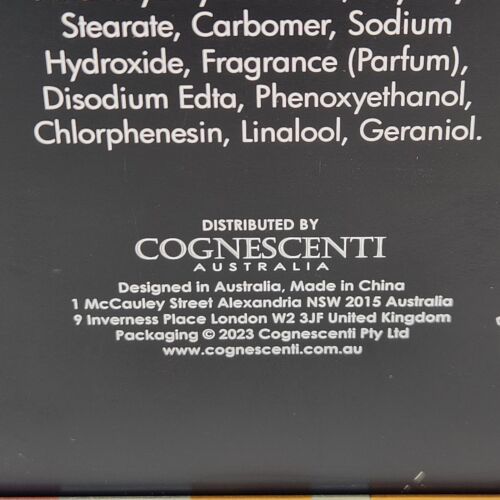 Stearate, Carbomer, Sodium
Hydroxide, Fragrance (Parfum),
Disodium Edta, Phenoxyethanol,
Chlorphenesin, Linalool, Geraniol.
DISTRIBUTED BY
COGNESCENTI
AUSTRALIA
Designed in Australia, Made in China
1 McCauley Street Alexandria NSW 2015 Australia
9 Inverness Place London W2 3JF United Kingdom
Packaging © 2023 Cognescenti Pty Ltd
www.cognescenti.com.au